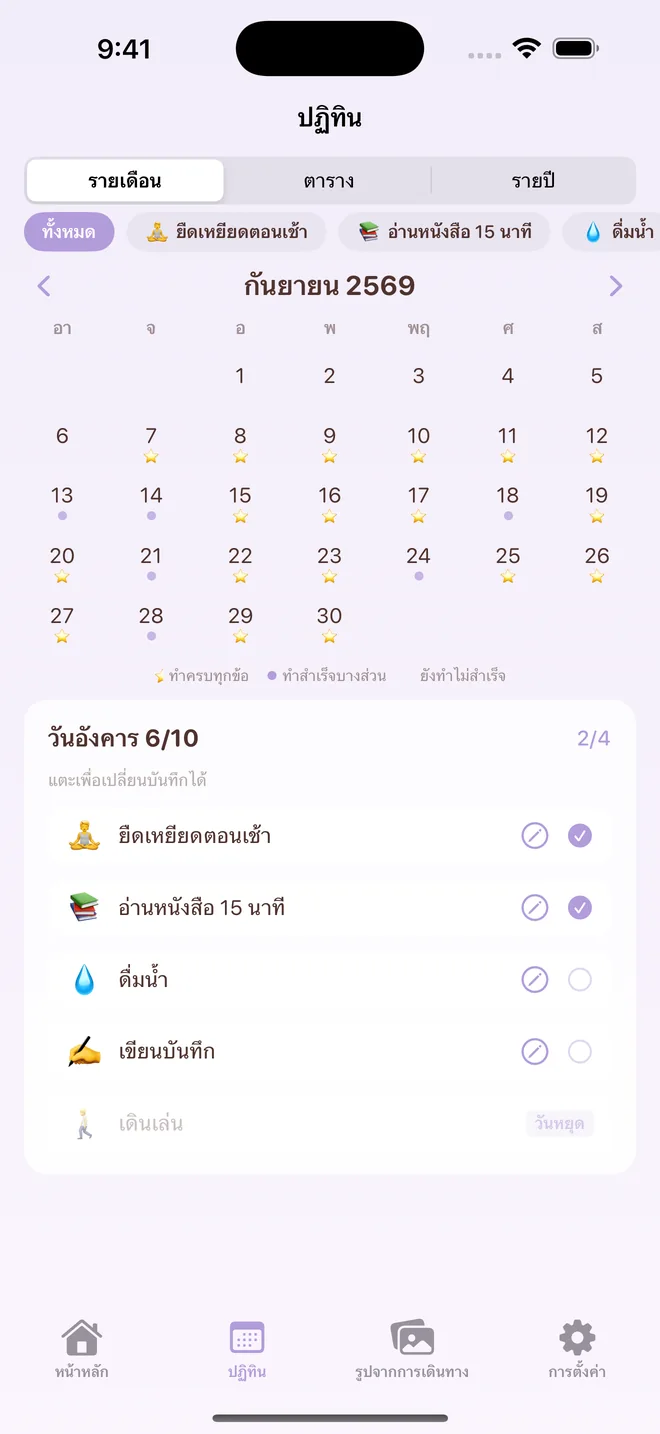 9:41
ปฏิทิน
รายเดือน ตาราง รายปี
ทั้งหมด ยืดเหยียดตอนเช้า อ่านหนังสือ 15 นาที ดื่มน้ำ
กันยายน 2569
อา จ อ พ พฤ ศ ส
1 2 3 4 5
6 7 8 9 10 11 12
13 14 15 16 17 18 19
20 21 22 23 24 25 26
27 28 29 30
ทำครบทุกข้อ ทำสำเร็จบางส่วน ยังทำไม่สำเร็จ
วันอังคาร 6/10 2/4
แตะเพื่อเปลี่ยนบันทึกได้
ยืดเหยียดตอนเช้า
อ่านหนังสือ 15 นาที
ดื่มน้ำ
เขียนบันทึก
เดินเล่น วันหยุด
หน้าหลัก ปฏิทิน รูปจากการเดินทาง การตั้งค่า